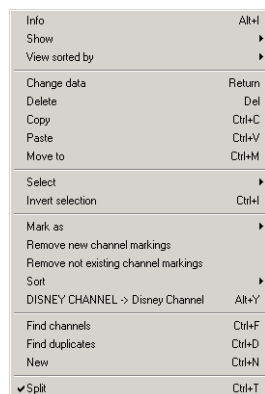 Info Alt+I
Show
View sorted by
Change data Return
Delete Del
Copy Ctrl+C
Paste Ctrl+V
Move to Ctrl+M
Select
Invert selection Ctrl+I
Mark as
Remove new channel markings
Remove not existing channel markings
Sort
DISNEY CHANNEL -> Disney Channel Alt+Y
Find channels Ctrl+F
Find duplicates Ctrl+D
New Ctrl+N
Split Ctrl+T